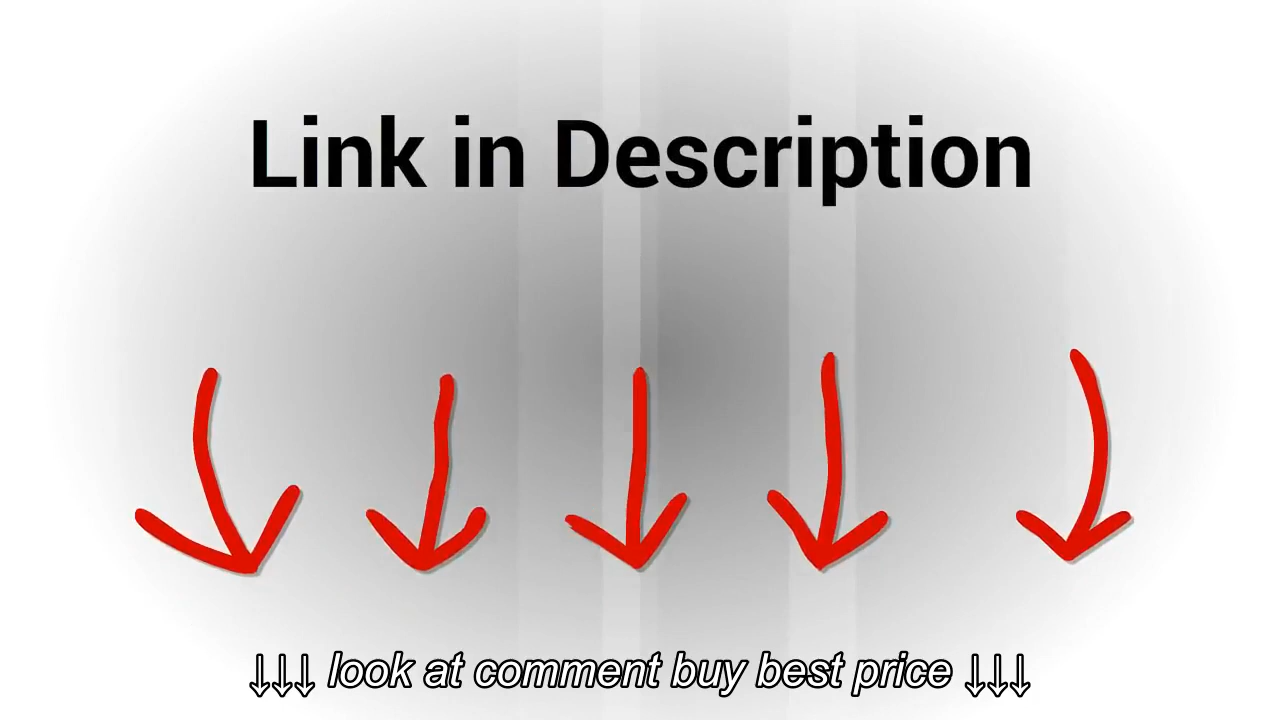 Link in Description
↓↓↓ look at comment buy best price ↓↓↓